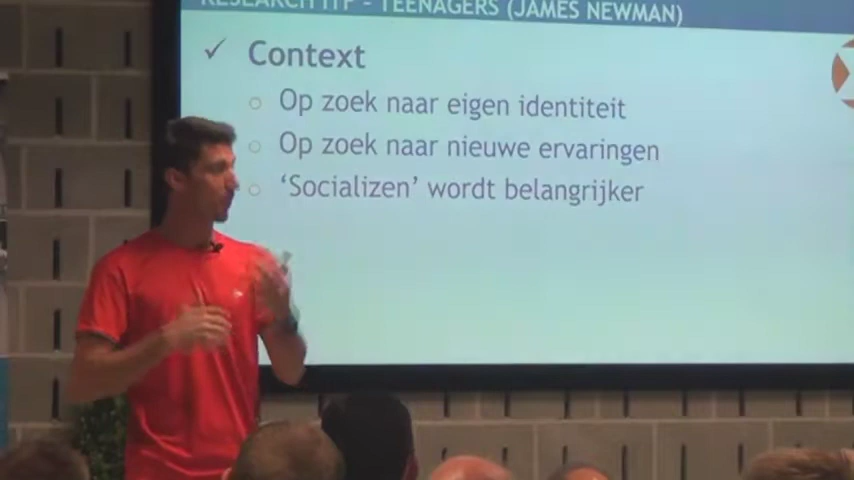 RESEARCH ITF - TEENAGERS (JAMES NEWMAN)
✓ Context
○ Op zoek naar eigen identiteit
○ Op zoek naar nieuwe ervaringen
○ ‘Socializen’ wordt belangrijker